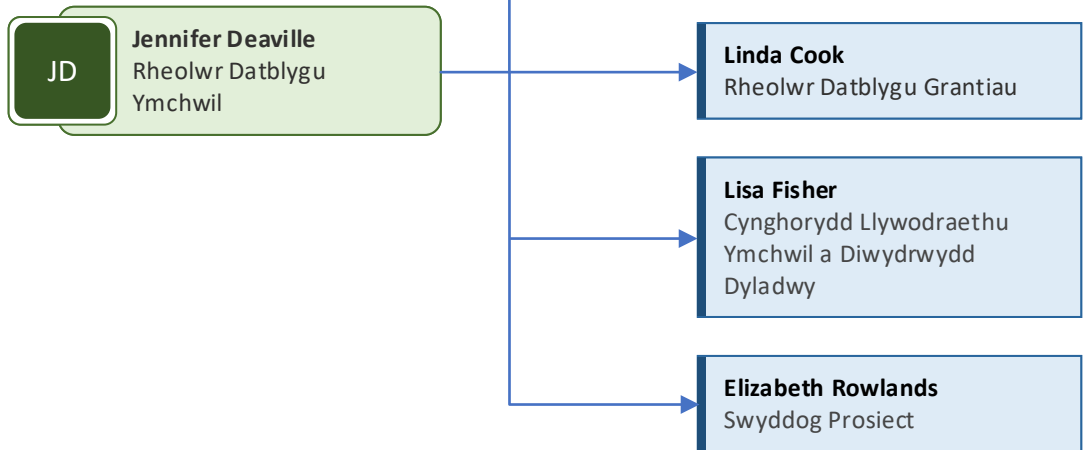 JD
Jennifer Deaville
Rheolwr Datblygu
Ymchwil
Linda Cook
Rheolwr Datblygu Grantiau
Lisa Fisher
Cynghorydd Llywodraethu
Ymchwil a Diwydrwydd
Dyladwy
Elizabeth Rowlands
Swyddog Prosiect